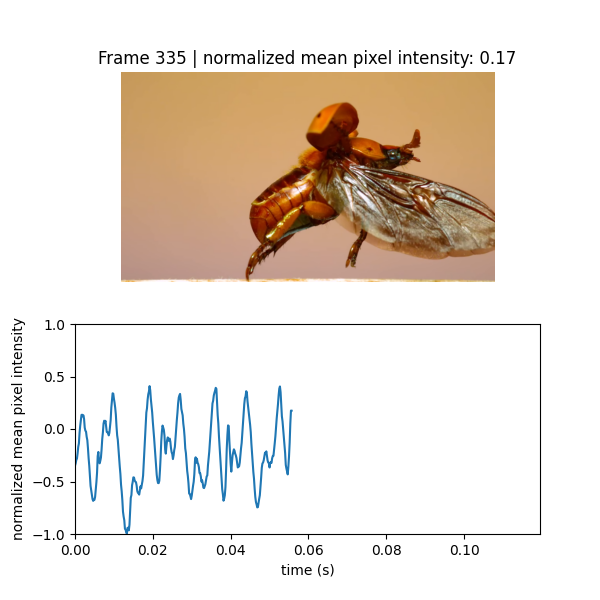 Frame 335 | normalized mean pixel intensity: 0.17
normalized mean pixel intensity
1.0
0.5
0.0
−0.5
−1.0
0.00 0.02 0.04 0.06 0.08 0.10
time (s)